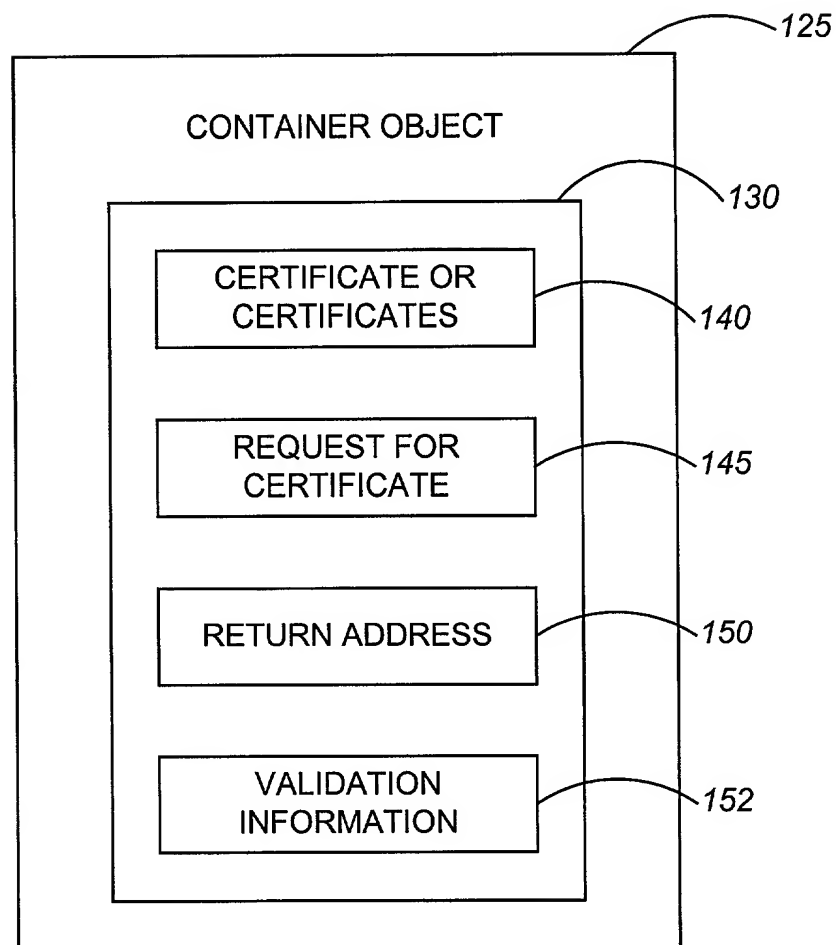 125
CONTAINER OBJECT
130
CERTIFICATE OR
CERTIFICATES
140
REQUEST FOR
CERTIFICATE
145
RETURN ADDRESS
150
VALIDATION
INFORMATION
152